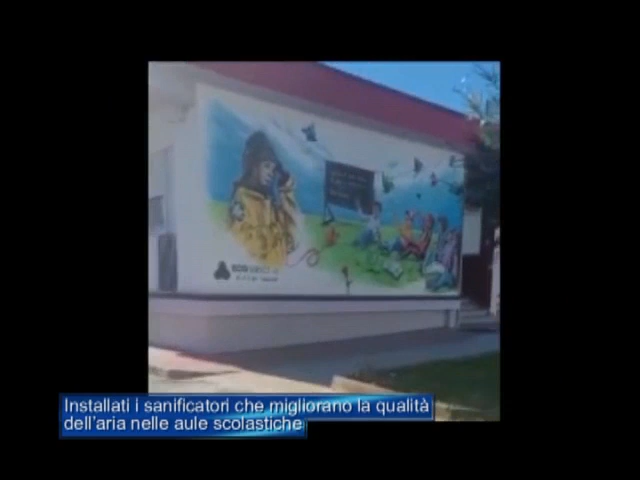 Installati i sanificatori che migliorano la qualità
dell'aria nelle aule scolastiche